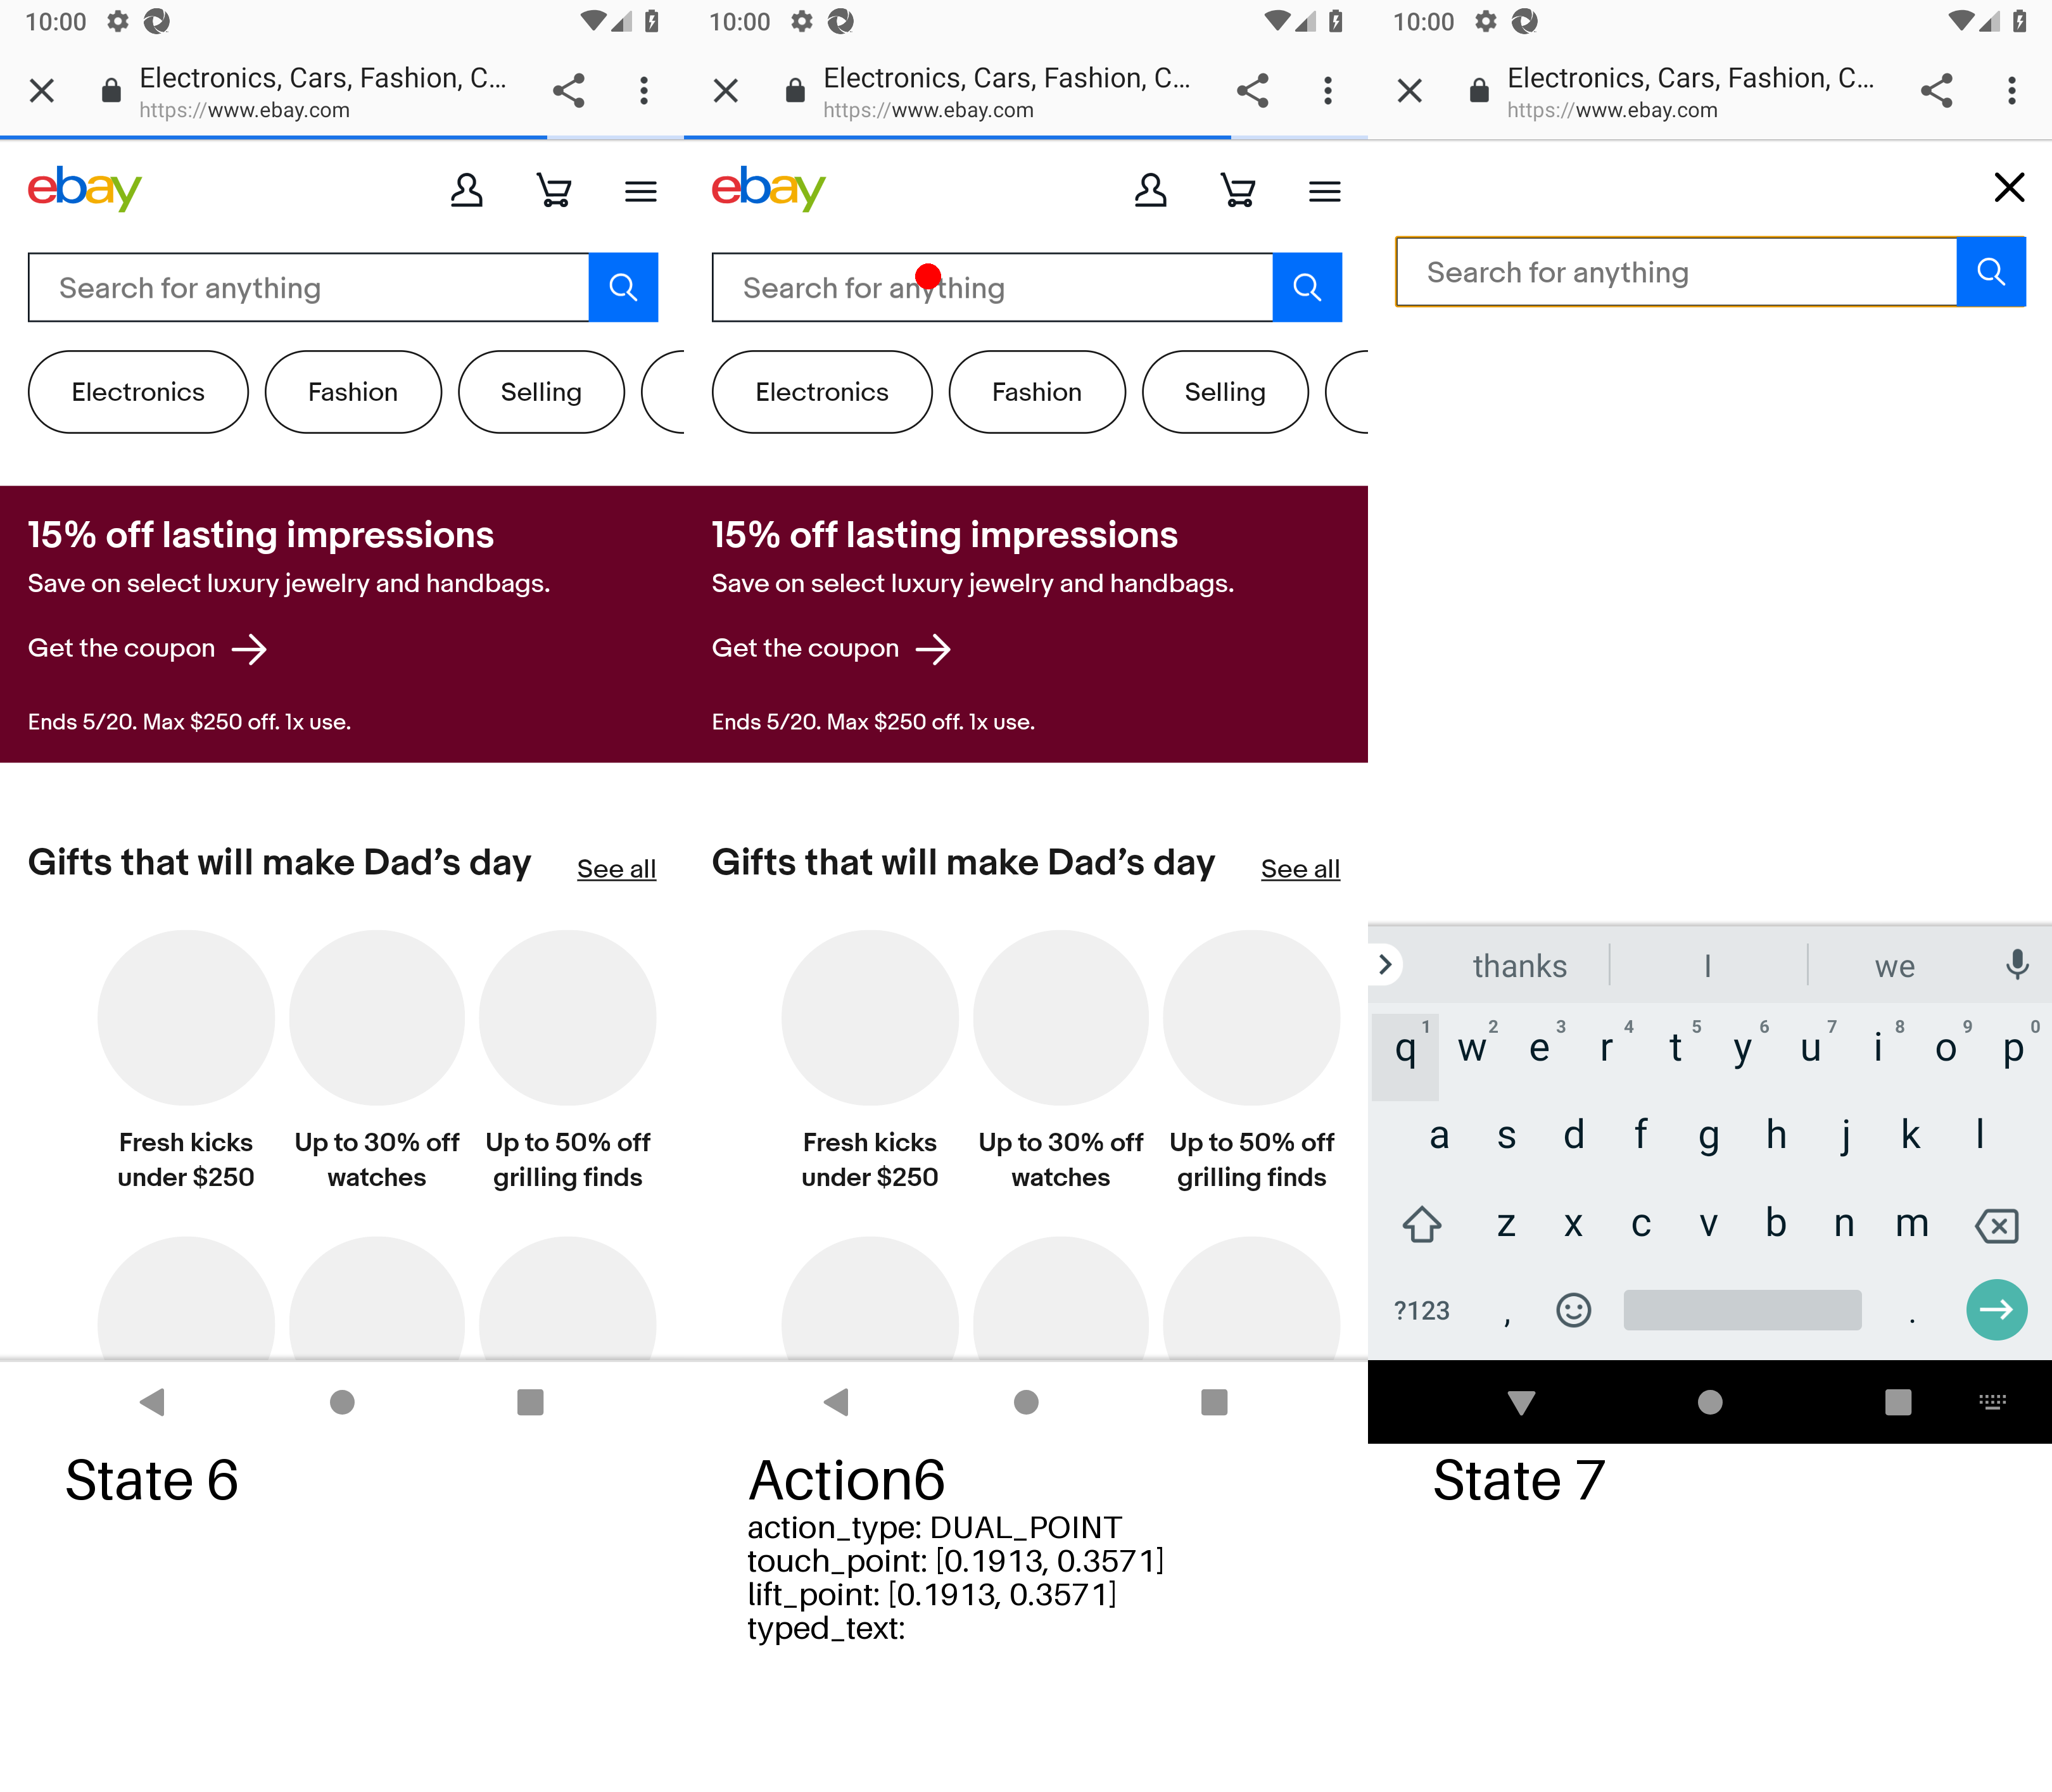 10:00
Electronics, Cars, Fashion, C...
https://www.ebay.com
ebay
Search for anything
Electronics
Fashion
Selling
15% off lasting impressions
Save on select luxury jewelry and handbags.
Get the coupon
Ends 5/20. Max $250 off. 1x use.
Gifts that will make Dad's day
See all
Fresh kicks
under $250
Up to 30% off
watches
Up to 50% off
grilling finds
State 6
10:00
Electronics, Cars, Fashion, C...
https://www.ebay.com
ebay
Search for anything
Electronics
Fashion
Selling
15% off lasting impressions
Save on select luxury jewelry and handbags.
Get the coupon
Ends 5/20. Max $250 off. 1x use.
Gifts that will make Dad's day
See all
Fresh kicks
under $250
Up to 30% off
watches
Up to 50% off
grilling finds
Action6
action_type: DUAL_POINT
touch_point: [0.1913, 0.3571]
lift_point: [0.1913, 0.3571]
typed_text:
10:00
Electronics, Cars, Fashion, C...
https://www.ebay.com
Search for anything
thanks I we
1 2 3 4 5 6 7 8 9 0
q w e r t y u i o p
a s d f g h j k l
z x c v b n m
?123 , .
State 7